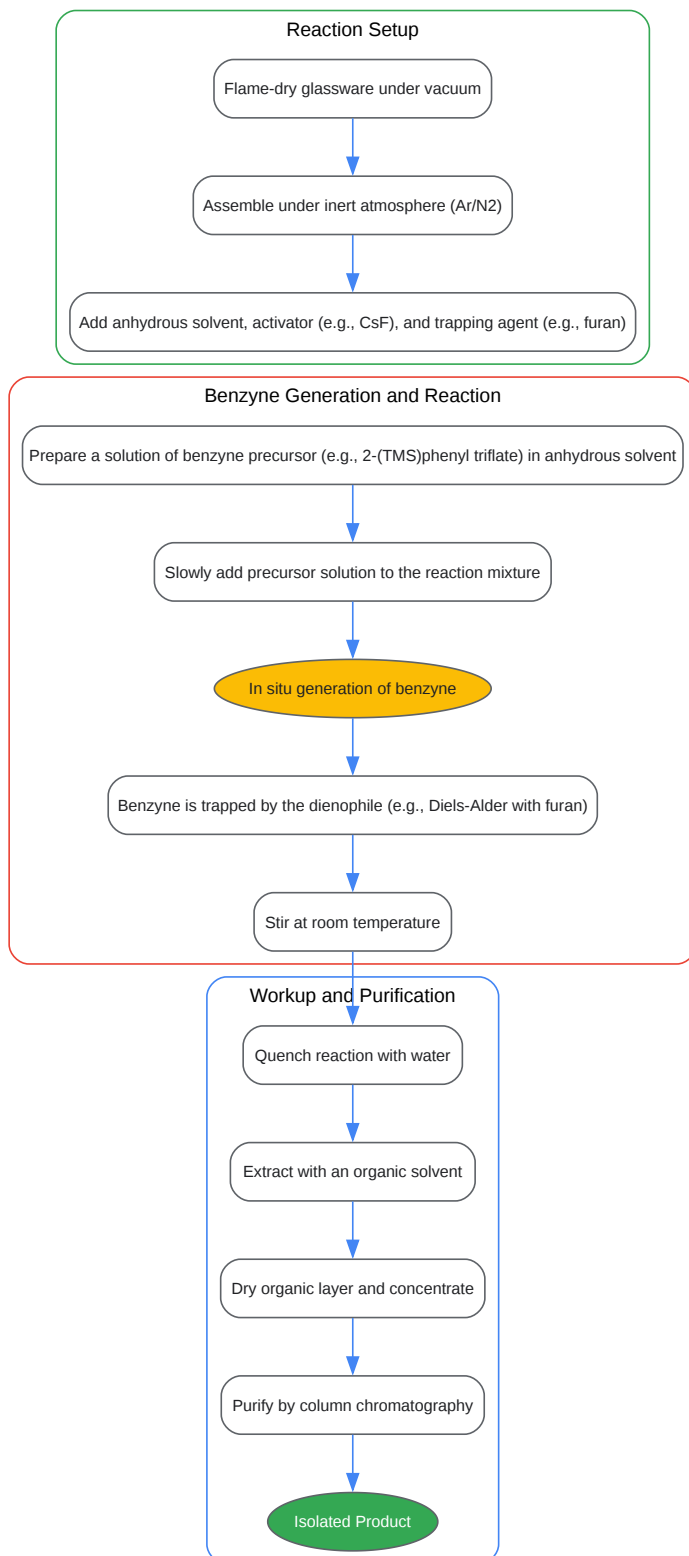 Reaction Setup
Flame-dry glassware under vacuum
Assemble under inert atmosphere (Ar/N2)
Add anhydrous solvent, activator (e.g., CsF), and trapping agent (e.g., furan)
Benzyne Generation and Reaction
Prepare a solution of benzyne precursor (e.g., 2-(TMS)phenyl triflate) in anhydrous solvent
Slowly add precursor solution to the reaction mixture
In situ generation of benzyne
Benzyne is trapped by the dienophile (e.g., Diels-Alder with furan)
Stir at room temperature
Workup and Purification
Quench reaction with water
Extract with an organic solvent
Dry organic layer and concentrate
Purify by column chromatography
Isolated Product